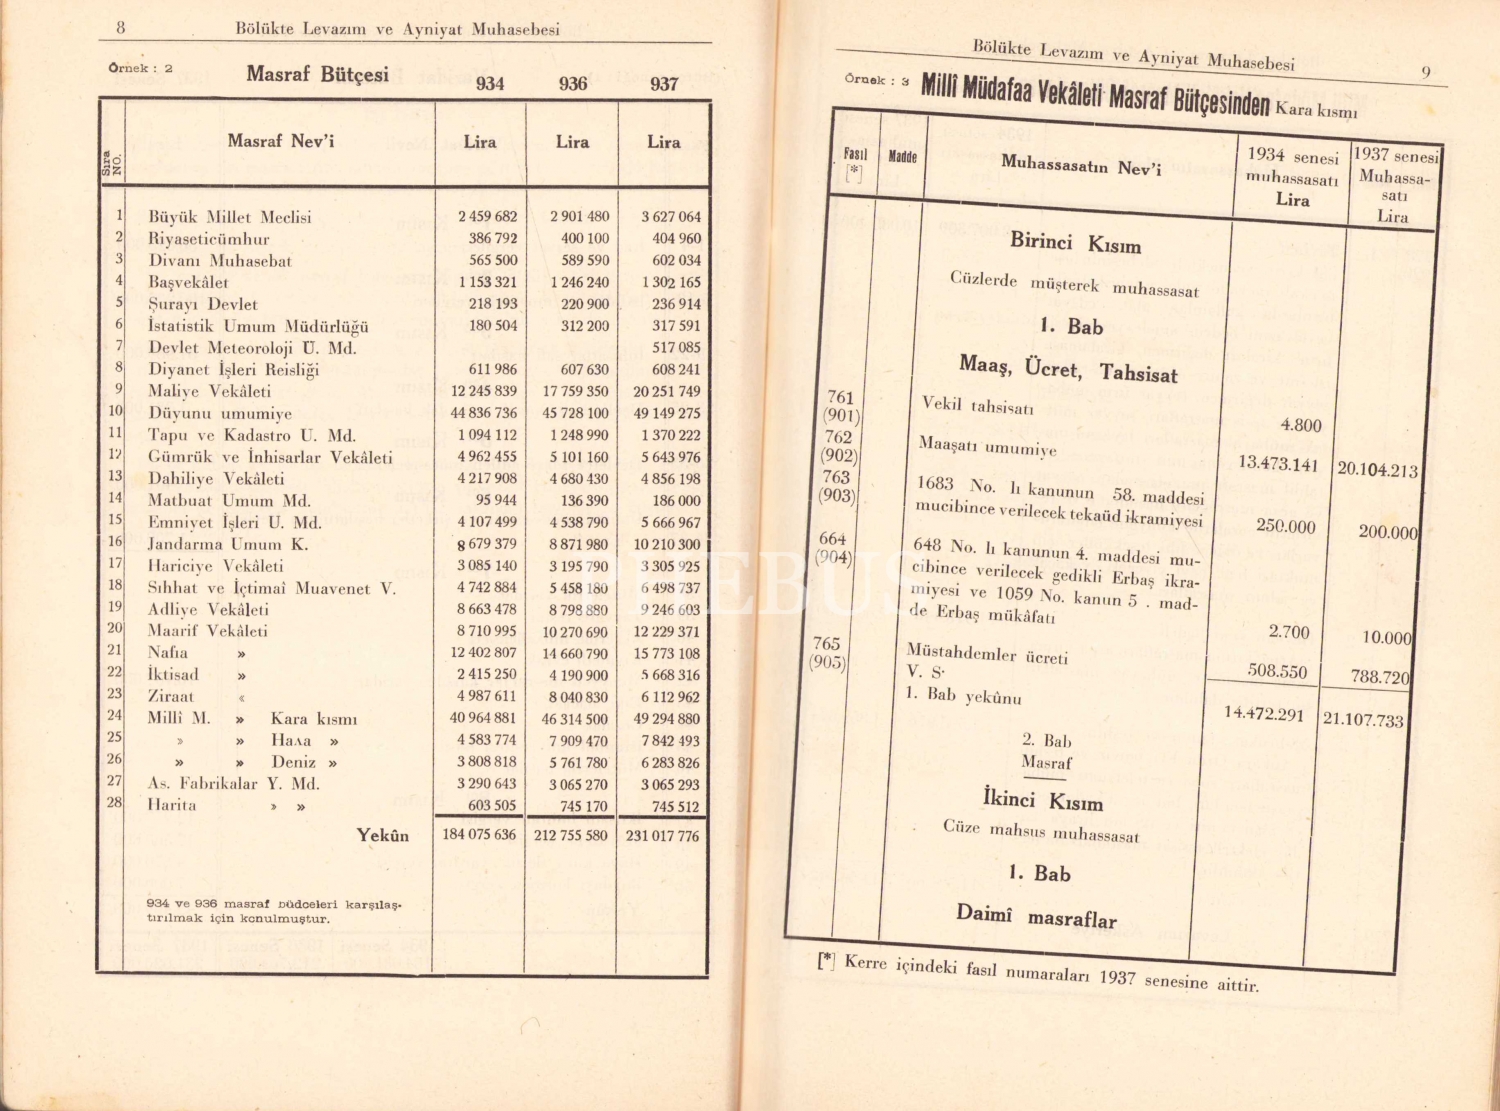 8 Bölükte Levazım ve Ayniyat Muhasebesi
Örnek : 2 Masraf Bütçesi 934 936 937
Sıra NO. Masraf Nev'i Lira Lira Lira
1 Büyük Millet Meclisi 2 459 682 2 901 480 3 627 064
2 Riyaseticümhur 386 792 400 100 404 960
3 Divanı Muhasebat 565 500 589 590 602 034
4 Başvekâlet 1 153 321 1 246 240 1 302 165
5 Şurayı Devlet 218 193 220 900 236 914
6 İstatistik Umum Müdürlüğü 180 504 312 200 317 591
7 Devlet Meteoroloji U. Md. 517 085
8 Diyanet İşleri Reisliği 611 986 607 630 608 241
9 Maliye Vekâleti 12 245 839 17 759 350 20 251 749
10 Düyunu umumiye 44 836 736 45 728 100 49 149 275
11 Tapu ve Kadastro U. Md. 1 094 112 1 248 990 1 370 222
12 Gümrük ve İnhisarlar Vekâleti 4 962 455 5 101 160 5 643 976
13 Dahiliye Vekâleti 4 217 908 4 680 430 4 856 198
14 Matbuat Umum Md. 95 944 136 390 186 000
15 Emniyet İşleri U. Md. 4 107 499 4 538 790 5 666 967
16 Jandarma Umum K. 8 679 379 8 871 980 10 210 300
17 Hariciye Vekâleti 3 085 140 3 195 790 3 305 925
18 Sıhhat ve İçtimaî Muavenet V. 4 742 884 5 458 180 6 498 737
19 Adliye Vekâleti 8 663 478 8 798 880 9 246 603
20 Maarif Vekâleti 8 710 995 10 270 690 12 229 371
21 Nafıa » 12 402 807 14 660 790 15 773 108
22 İktisad » 2 415 250 4 190 900 5 668 316
23 Ziraat « 4 987 611 8 040 830 6 112 962
24 Millî M. » Kara kısmı 40 964 881 46 314 500 49 294 880
25 » » Hava » 4 583 774 7 909 470 7 842 493
26 » » Deniz » 3 808 818 5 761 780 6 283 826
27 As. Fabrikalar Y. Md. 3 290 643 3 065 270 3 065 293
28 Harita » » 603 505 745 170 745 512
Yekûn 184 075 636 212 755 580 231 017 776
934 ve 936 masraf büdceleri karşılaş-
tırılmak için konulmuştur.
Bölükte Levazım ve Ayniyat Muhasebesi 9
Örnek : 3 Millî Müdafaa Vekâleti Masraf Bütçesinden Kara kısmı
Fasıl [*] Madde Muhassasatın Nev'i 1934 senesi muhassasatı Lira 1937 senesi Muhassa- satı Lira
Birinci Kısım
Cüzlerde müşterek muhassasat
1. Bab
Maaş, Ücret, Tahsisat
761 (901) Vekil tahsisatı 4.800
762 (902) Maaşatı umumiye 13.473.141 20.104.213
763 (903) 1683 No. lı kanunun 58. maddesi
mucibince verilecek tekaüd ikramiyesi 250.000 200.000
664 (904) 648 No. lı kanunun 4. maddesi mu-
cibince verilecek gedikli Erbaş ikra-
miyesi ve 1059 No. kanun 5 . mad-
de Erbaş mükâfatı 2.700 10.000
765 (905) Müstahdemler ücreti 508.550 788.720
V. S.
1. Bab yekûnu 14.472.291 21.107.733
2. Bab
Masraf
İkinci Kısım
Cüze mahsus muhassasat
1. Bab
Daimî masraflar
[*] Kerre içindeki fasıl numaraları 1937 senesine aittir.
PHEBUS